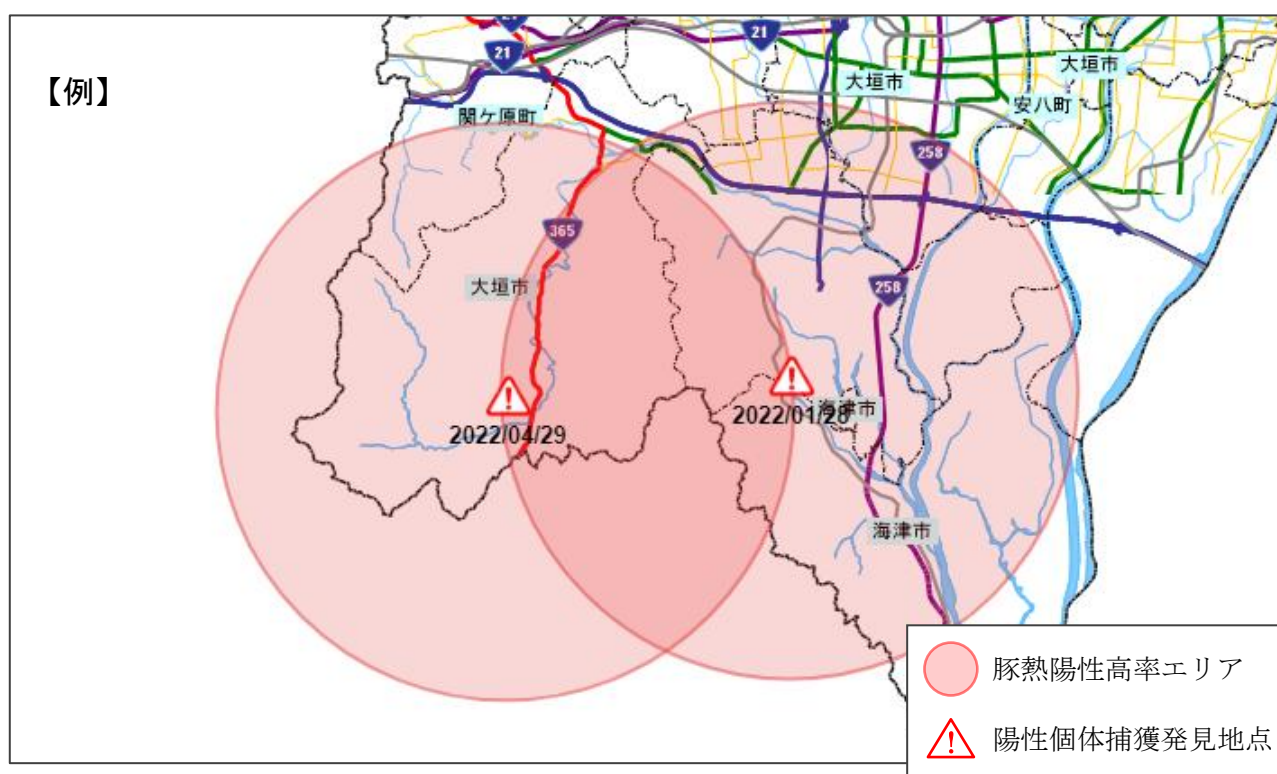 21
21
21
【例】
大垣市
大垣市
関ケ原町
安八町
258
365
大垣市
258
2022/04/29
2022/01/28
海津市
海津市
豚熱陽性高率エリア
陽性個体捕獲発見地点